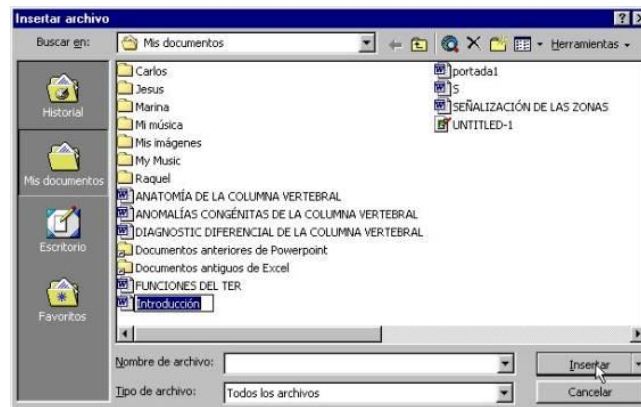 Insertar archivo
Buscar en: Mis documentos Herramientas
Historial
Mis documentos
Escritorio
Favoritos
Carlos
Jesus
Marina
Mi música
Mis imágenes
My Music
Raquel
ANATOMÍA DE LA COLUMNA VERTEBRAL
ANOMALÍAS CONGÉNITAS DE LA COLUMNA VERTEBRAL
DIAGNOSTIC DIFERENCIAL DE LA COLUMNA VERTEBRAL
Documentos anteriores de Powerpoint
Documentos antiguos de Excel
FUNCIONES DEL TER
Introducción
portada1
S
SEÑALIZACIÓN DE LAS ZONAS
UNTITLED-1
Nombre de archivo: Insertar
Tipo de archivo: Todos los archivos Cancelar